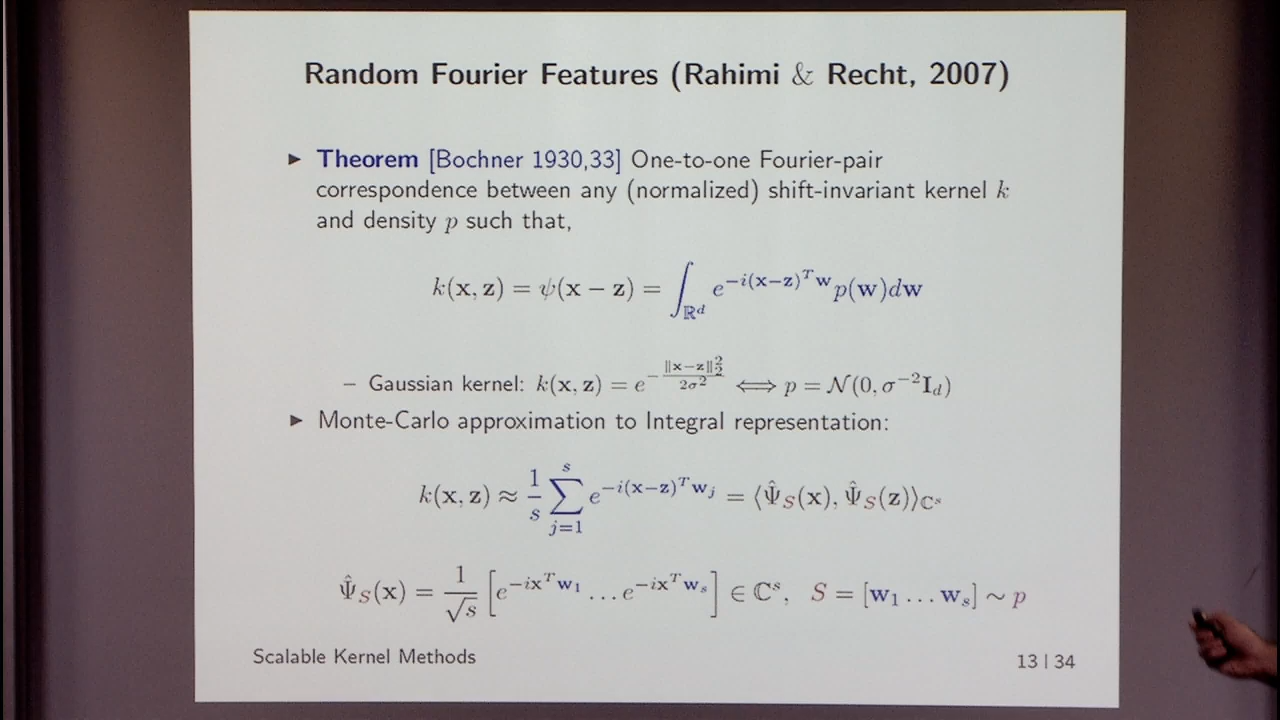 Random Fourier Features (Rahimi & Recht, 2007)
▶ Theorem [Bochner 1930,33] One-to-one Fourier-pair
correspondence between any (normalized) shift-invariant kernel k
and density p such that,
k(x, z) = ψ(x − z) = ∫_{ℝ^d} e^{−i(x−z)^T w} p(w)dw
– Gaussian kernel: k(x, z) = e^{−‖x−z‖₂²/2σ²} ⟺ p = N(0, σ^{−2}I_d)
▶ Monte-Carlo approximation to Integral representation:
k(x, z) ≈ 1/s ∑_{j=1}^{s} e^{−i(x−z)^T w_j} = ⟨Ψ̂_S(x), Ψ̂_S(z)⟩_{ℂ^s}
Ψ̂_S(x) = 1/√s [e^{−ix^T w_1} … e^{−ix^T w_s}] ∈ ℂ^s, S = [w_1 … w_s] ∼ p
Scalable Kernel Methods
13 | 34